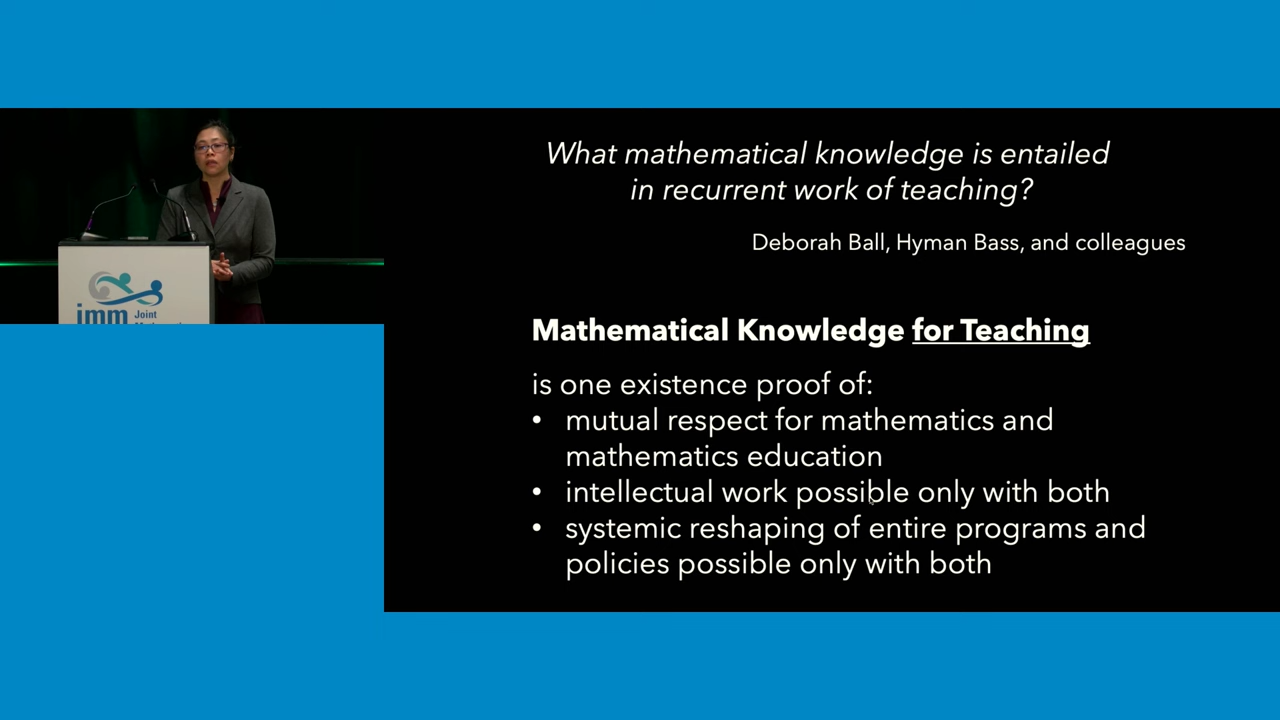 What mathematical knowledge is entailed
in recurrent work of teaching?
Deborah Ball, Hyman Bass, and colleagues
Mathematical Knowledge for Teaching
is one existence proof of:
• mutual respect for mathematics and
mathematics education
• intellectual work possible only with both
• systemic reshaping of entire programs and
policies possible only with both
jmm Joint